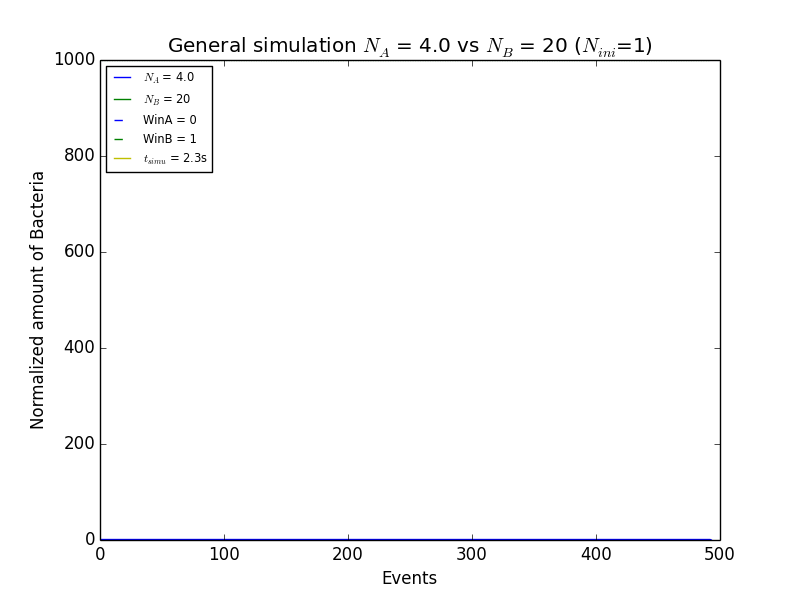 General simulation N_A = 4.0 vs N_B = 20 (N_ini=1)
N_A = 4.0
N_B = 20
WinA = 0
WinB = 1
t_simu = 2.3s
1000
800
600
400
200
0
Normalized amount of Bacteria
0 100 200 300 400 500
Events